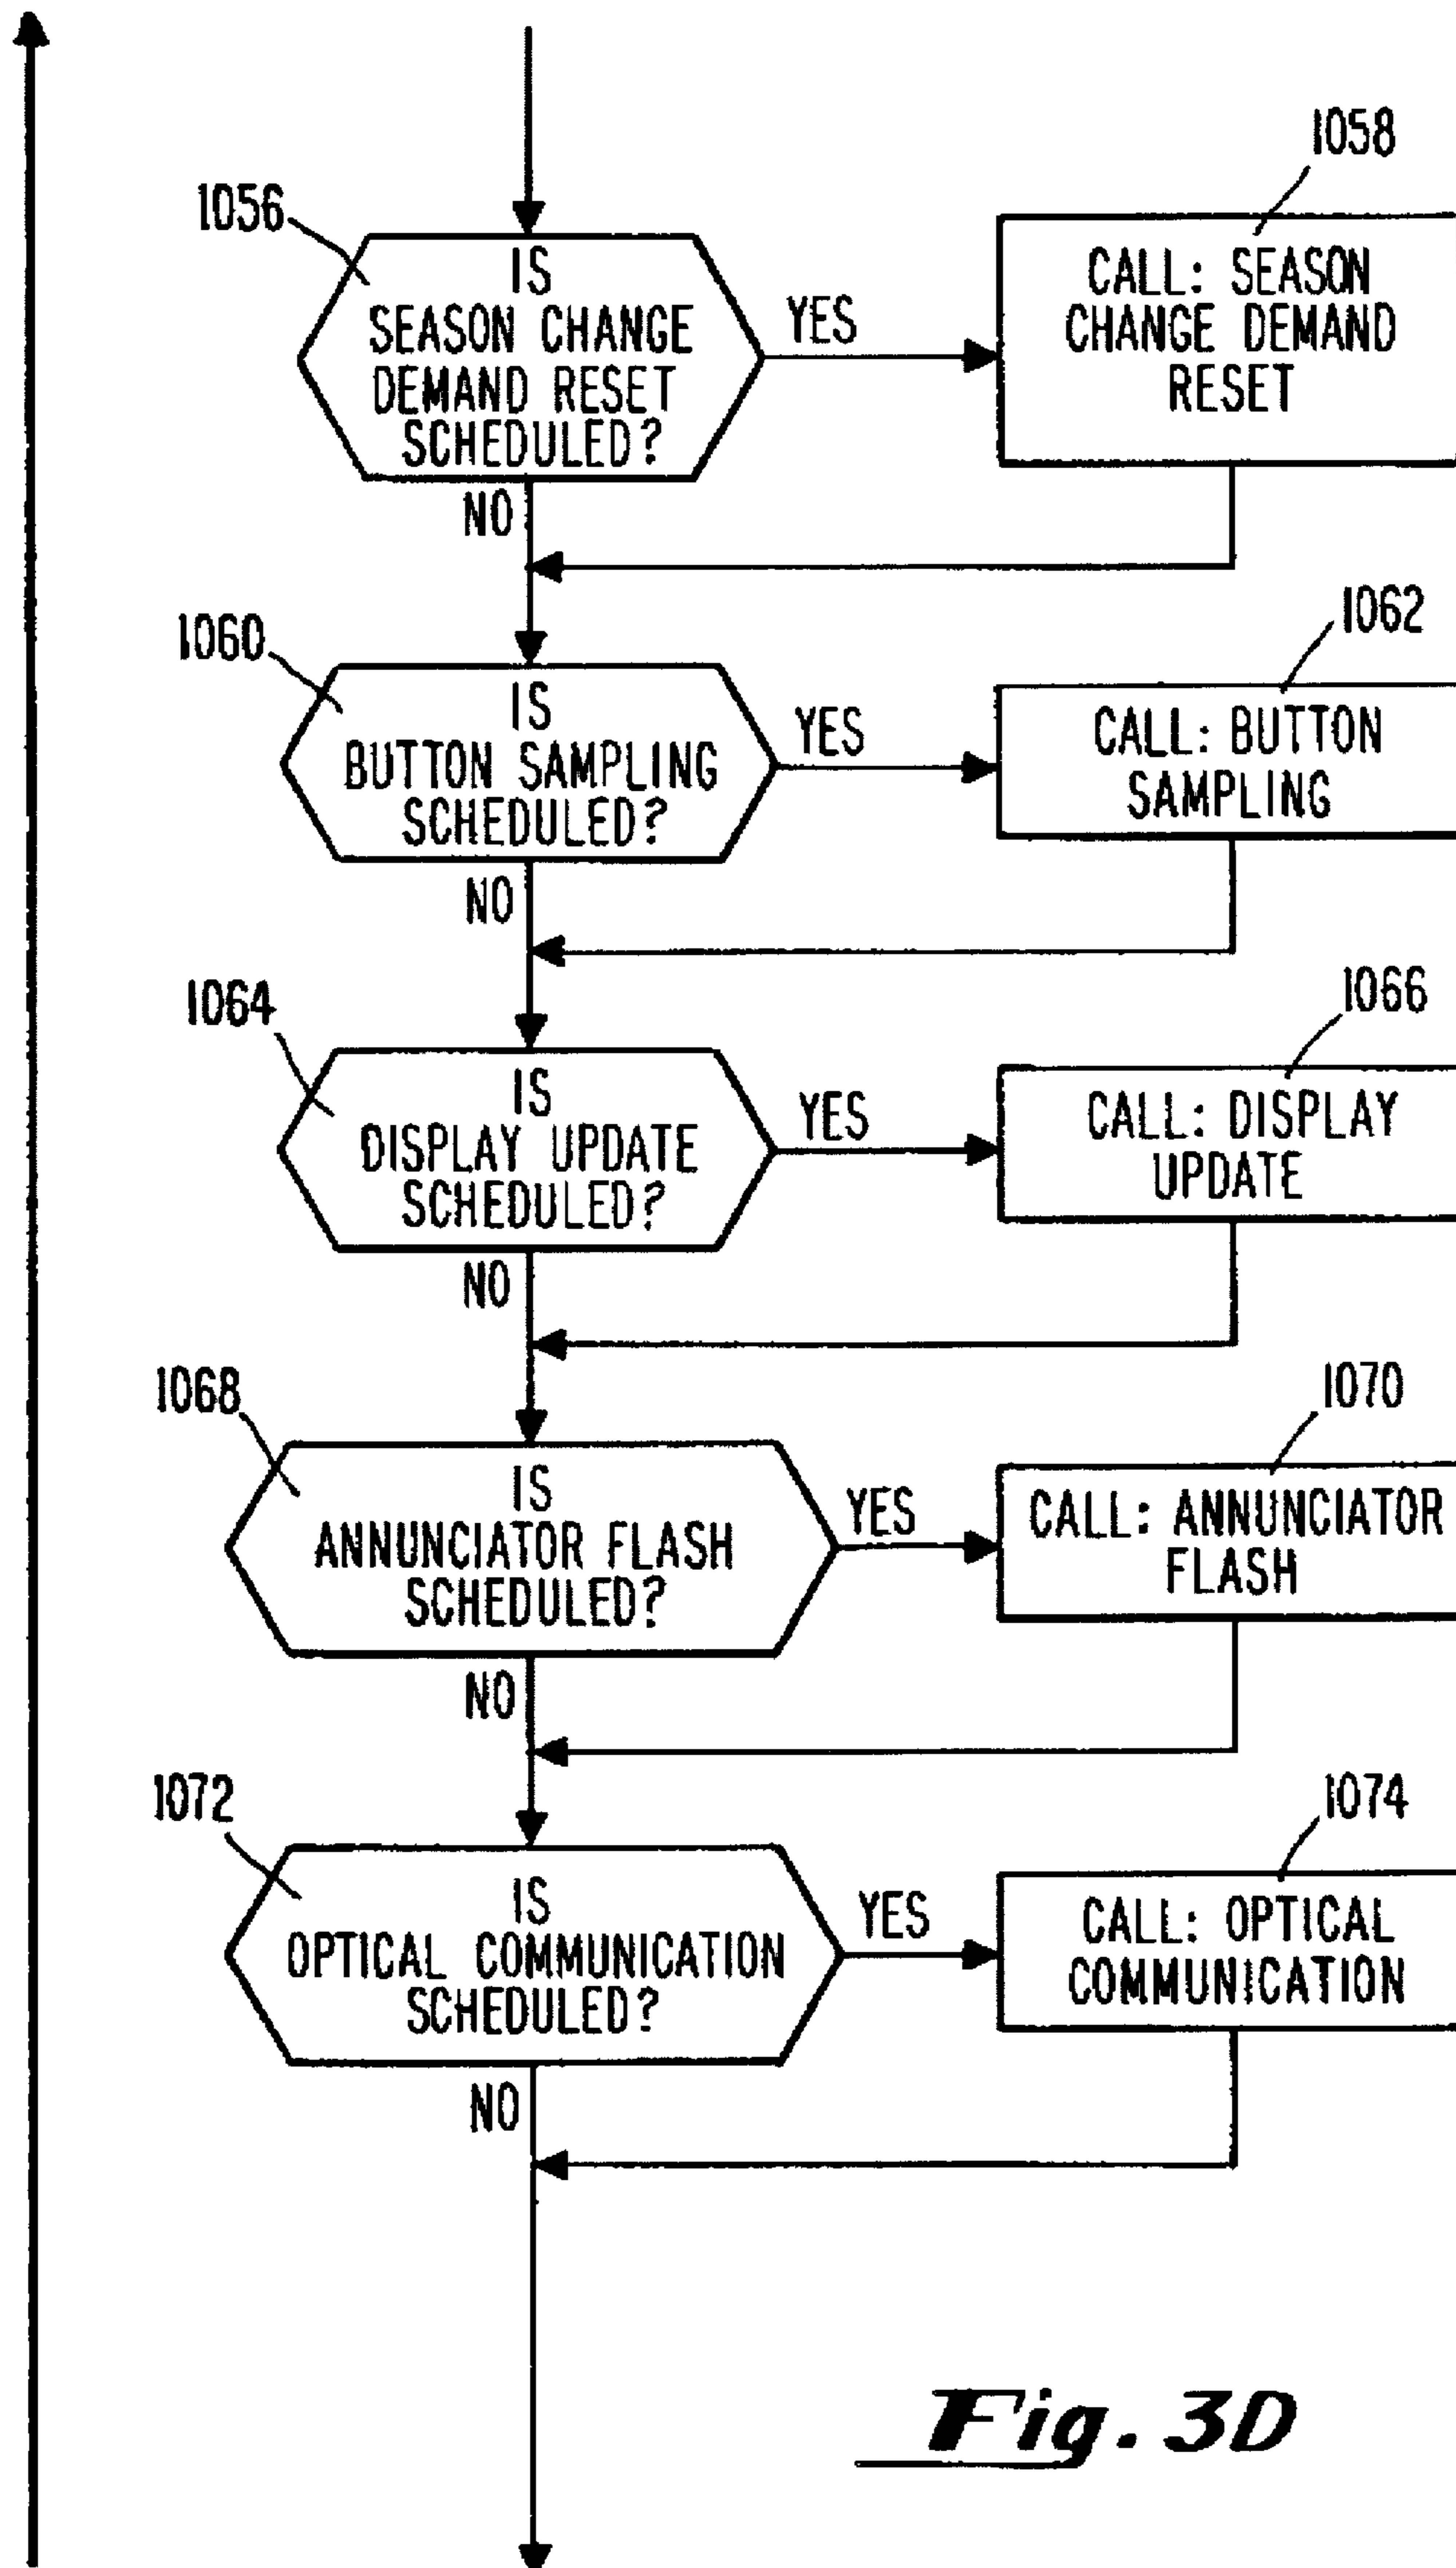 1058
1056
IS
SEASON CHANGE
DEMAND RESET
SCHEDULED?
YES
CALL: SEASON
CHANGE DEMAND
RESET
NO
1062
1060
IS
BUTTON SAMPLING
SCHEDULED?
YES
CALL: BUTTON
SAMPLING
NO
1066
1064
IS
DISPLAY UPDATE
SCHEDULED?
YES
CALL: DISPLAY
UPDATE
NO
1070
1068
IS
ANNUNCIATOR FLASH
SCHEDULED?
YES
CALL: ANNUNCIATOR
FLASH
NO
1074
1072
IS
OPTICAL COMMUNICATION
SCHEDULED?
YES
CALL: OPTICAL
COMMUNICATION
NO
Fig. 3D